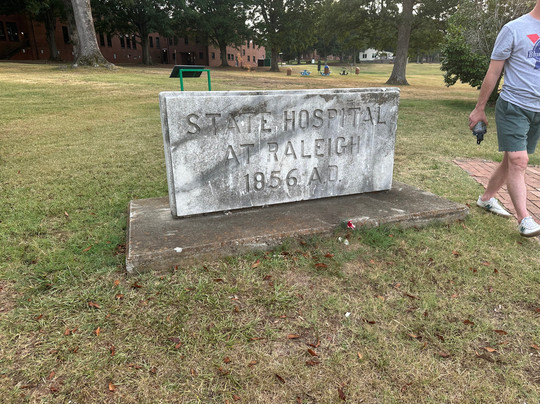 STATE HOSPITAL
AT RALEIGH
1856. A.D.